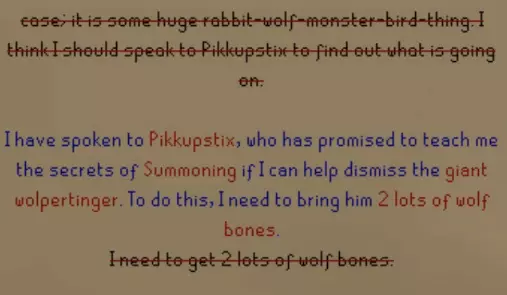 case; it is some huge rabbit-wolf-monster-bird-thing. I
think I should speak to Pikkupstix to find out what is going
on.
I have spoken to Pikkupstix, who has promised to teach me
the secrets of Summoning if I can help dismiss the giant
wolpertinger. To do this, I need to bring him 2 lots of wolf
bones.
I need to get 2 lots of wolf bones.